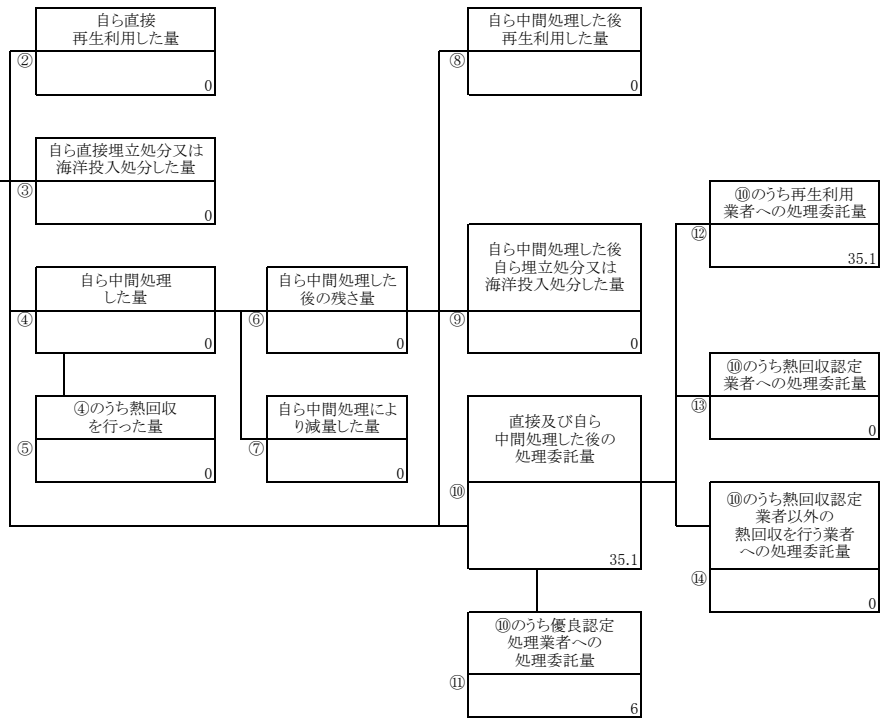 自ら直接
再生利用した量
②
0
自ら直接埋立処分又は
海洋投入処分した量
③
0
自ら中間処理
した量
④
0
④のうち熱回収
を行った量
⑤
0
自ら中間処理した
後の残さ量
⑥
0
自ら中間処理によ
り減量した量
⑦
0
自ら中間処理した後
再生利用した量
⑧
0
自ら中間処理した後
自ら埋立処分又は
海洋投入処分した量
⑨
0
直接及び自ら
中間処理した後の
処理委託量
⑩
35.1
⑩のうち優良認定
処理業者への
処理委託量
⑪
6
⑩のうち再生利用
業者への処理委託量
⑫
35.1
⑩のうち熱回収認定
業者への処理委託量
⑬
0
⑩のうち熱回収認定
業者以外の
熱回収を行う業者
への処理委託量
⑭
0